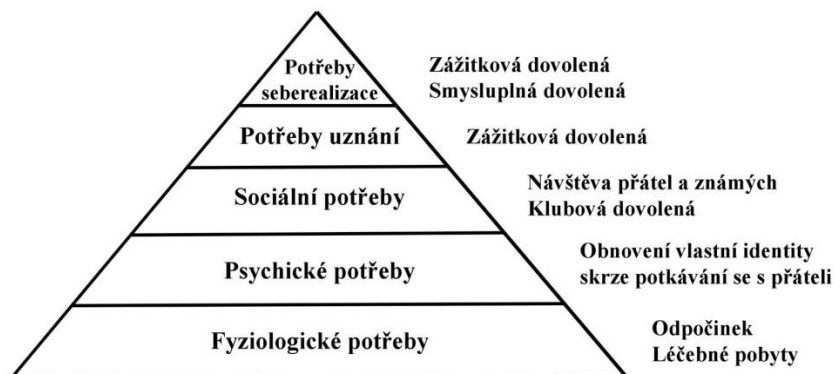 Potřeby
seberealizace
Zážitková dovolená
Smysluplná dovolená
Potřeby uznání
Zážitková dovolená
Sociální potřeby
Návštěva přátel a známých
Klubová dovolená
Psychické potřeby
Obnovení vlastní identity
skrze potkávání se s přáteli
Fyziologické potřeby
Odpočinek
Léčebné pobyty